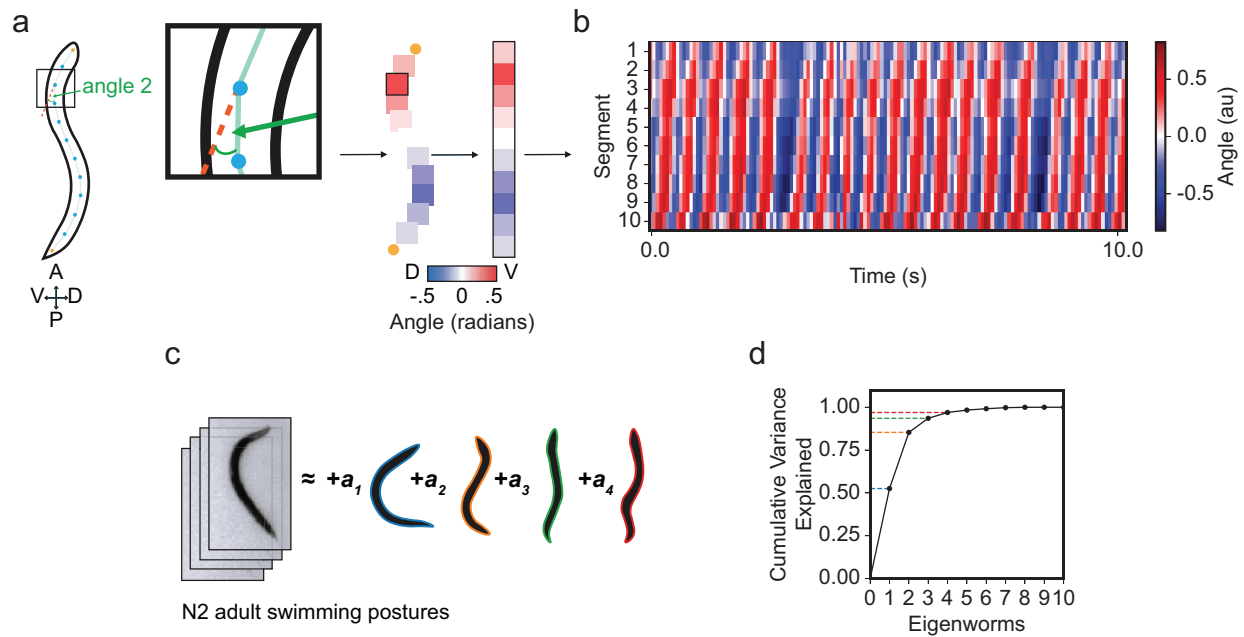 a
angle 2
A
V D
P
D V
-.5 0 .5
Angle (radians)
b
Segment
1
2
3
4
5
6
7
8
9
10
0.0 10.0
Time (s)
0.5
0.0
-0.5
Angle (au)
c
≈ +a1 +a2 +a3 +a4
N2 adult swimming postures
d
Cumulative Variance
Explained
1.00
0.75
0.50
0.25
0.00
0 1 2 3 4 5 6 7 8 9 10
Eigenworms